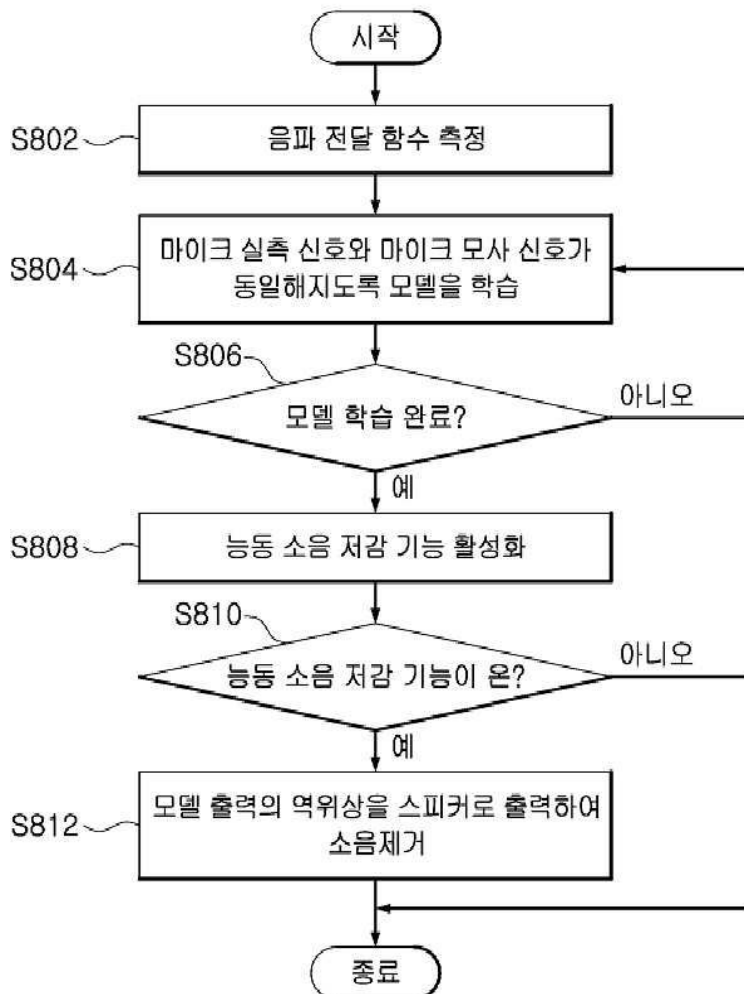 시작
S802
음파 전달 함수 측정
S804
마이크 실측 신호와 마이크 모사 신호가
동일해지도록 모델을 학습
S806
모델 학습 완료?
아니오
예
S808
능동 소음 저감 기능 활성화
S810
능동 소음 저감 기능이 온?
아니오
예
S812
모델 출력의 역위상을 스피커로 출력하여
소음제거
종료